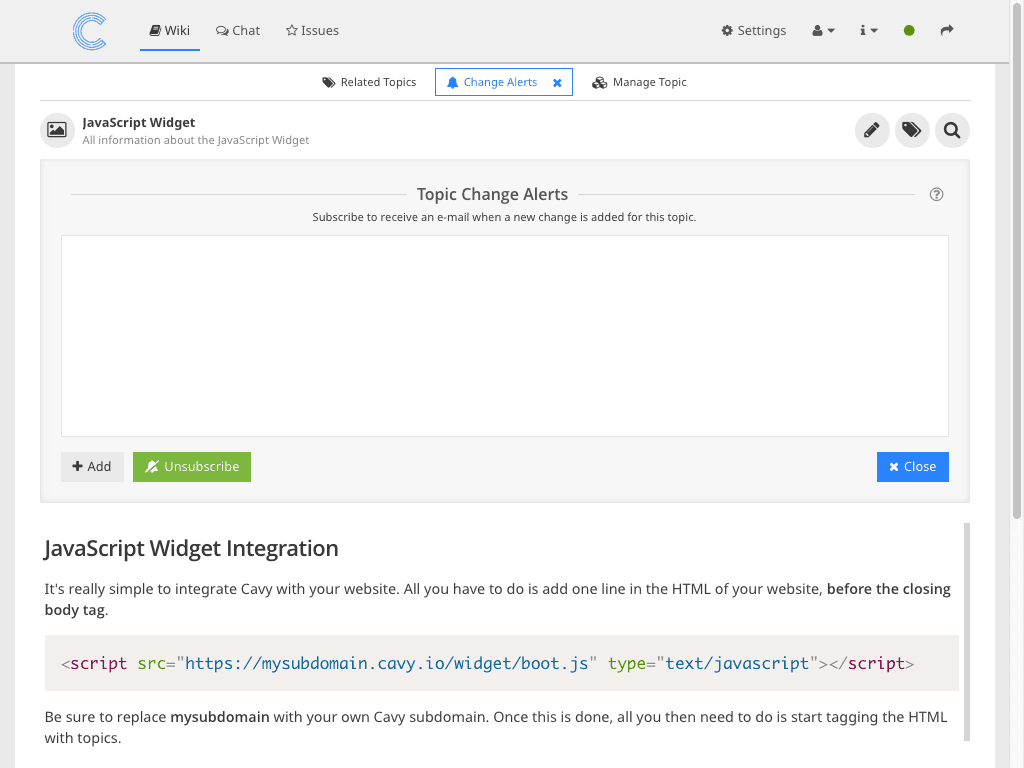 Wiki Chat Issues Settings
Related Topics Change Alerts Manage Topic
JavaScript Widget
All information about the JavaScript Widget
Topic Change Alerts
Subscribe to receive an e-mail when a new change is added for this topic.
Add Unsubscribe Close
JavaScript Widget Integration
It's really simple to integrate Cavy with your website. All you have to do is add one line in the HTML of your website, before the closing
body tag.
<script src="https://mysubdomain.cavy.io/widget/boot.js" type="text/javascript"></script>
Be sure to replace mysubdomain with your own Cavy subdomain. Once this is done, all you then need to do is start tagging the HTML
with topics.